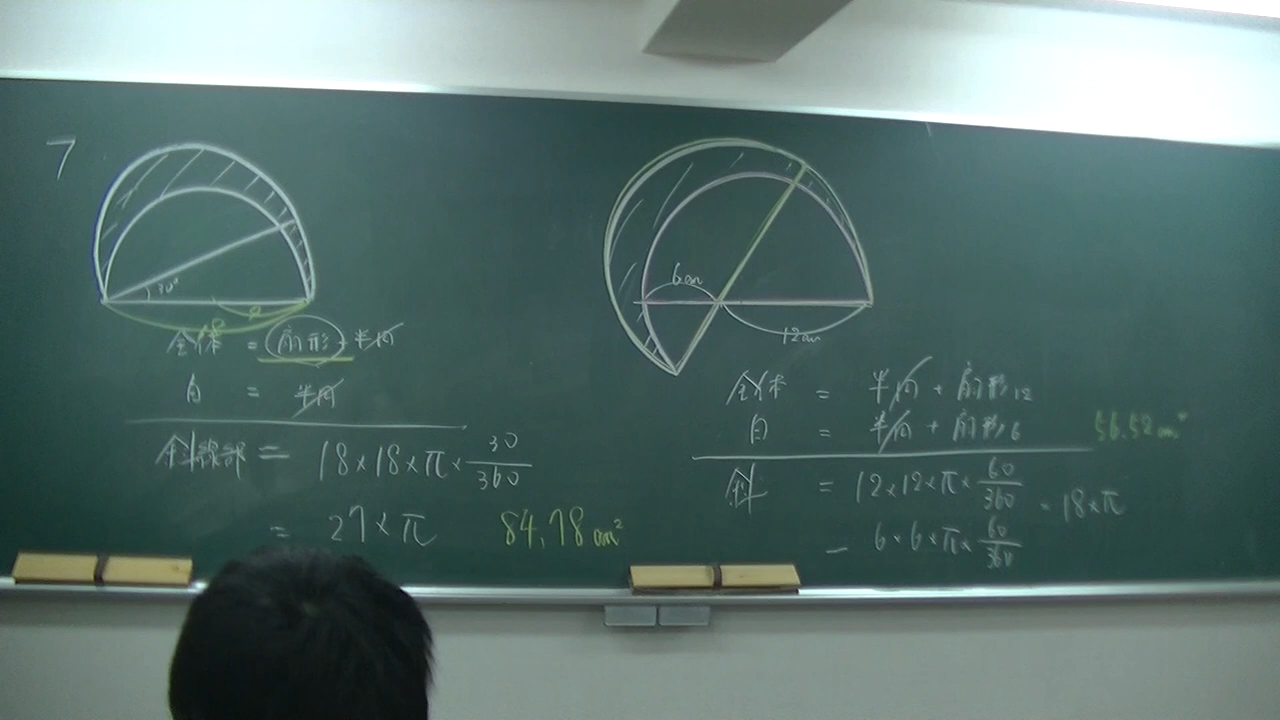 7
30°
全体 = 扇形 + 半円
白 = 半円
斜線部 = 18×18×π×30/360
= 27×π
84.78cm²
6cm
12cm
全体 = 半円 + 扇形12
白 = 半円 + 扇形6
56.52cm²
斜 = 12×12×π×60/360 = 18×π
- 6×6×π×60/360